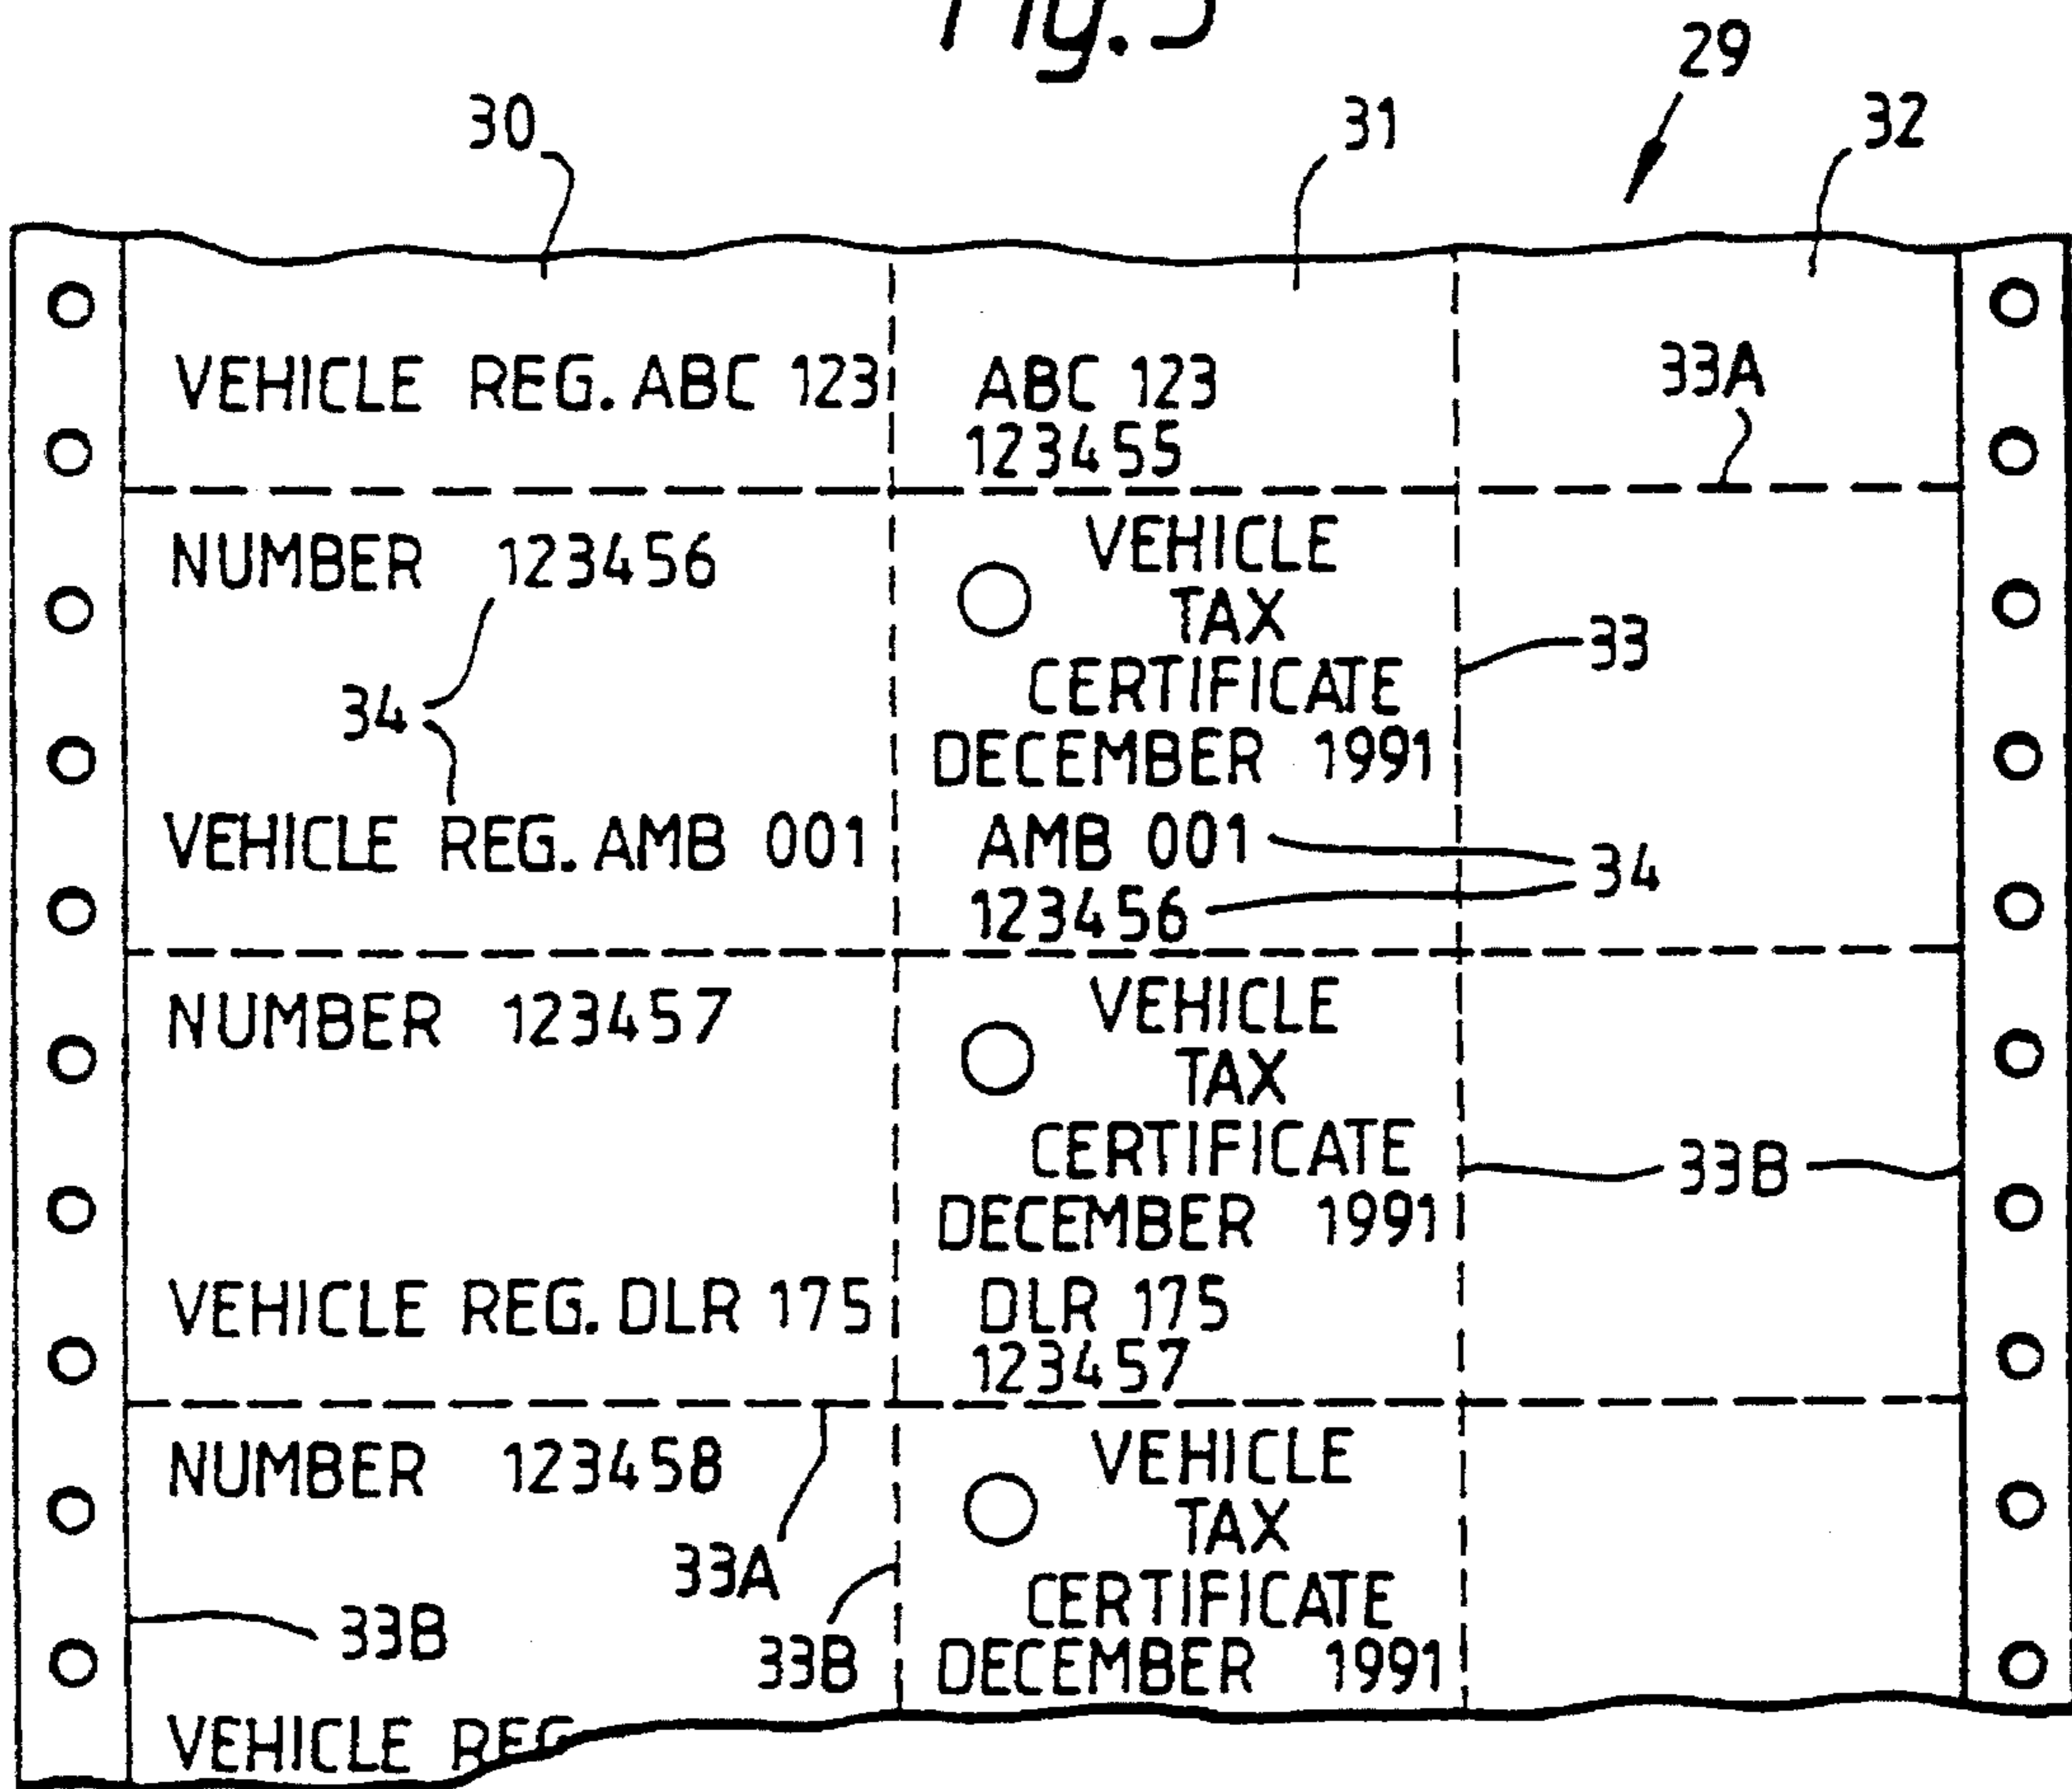 Fig. 5
29
30
31
32
VEHICLE REG. ABC 123
ABC 123
123455
33A
NUMBER 123456
34
VEHICLE REG. AMB 001
VEHICLE
TAX
CERTIFICATE
DECEMBER 1991
AMB 001
123456
33
34
NUMBER 123457
VEHICLE REG. DLR 175
VEHICLE
TAX
CERTIFICATE
DECEMBER 1991
DLR 175
123457
33B
NUMBER 123458
33A
33B
33B
VEHICLE REG
VEHICLE
TAX
CERTIFICATE
DECEMBER 1991